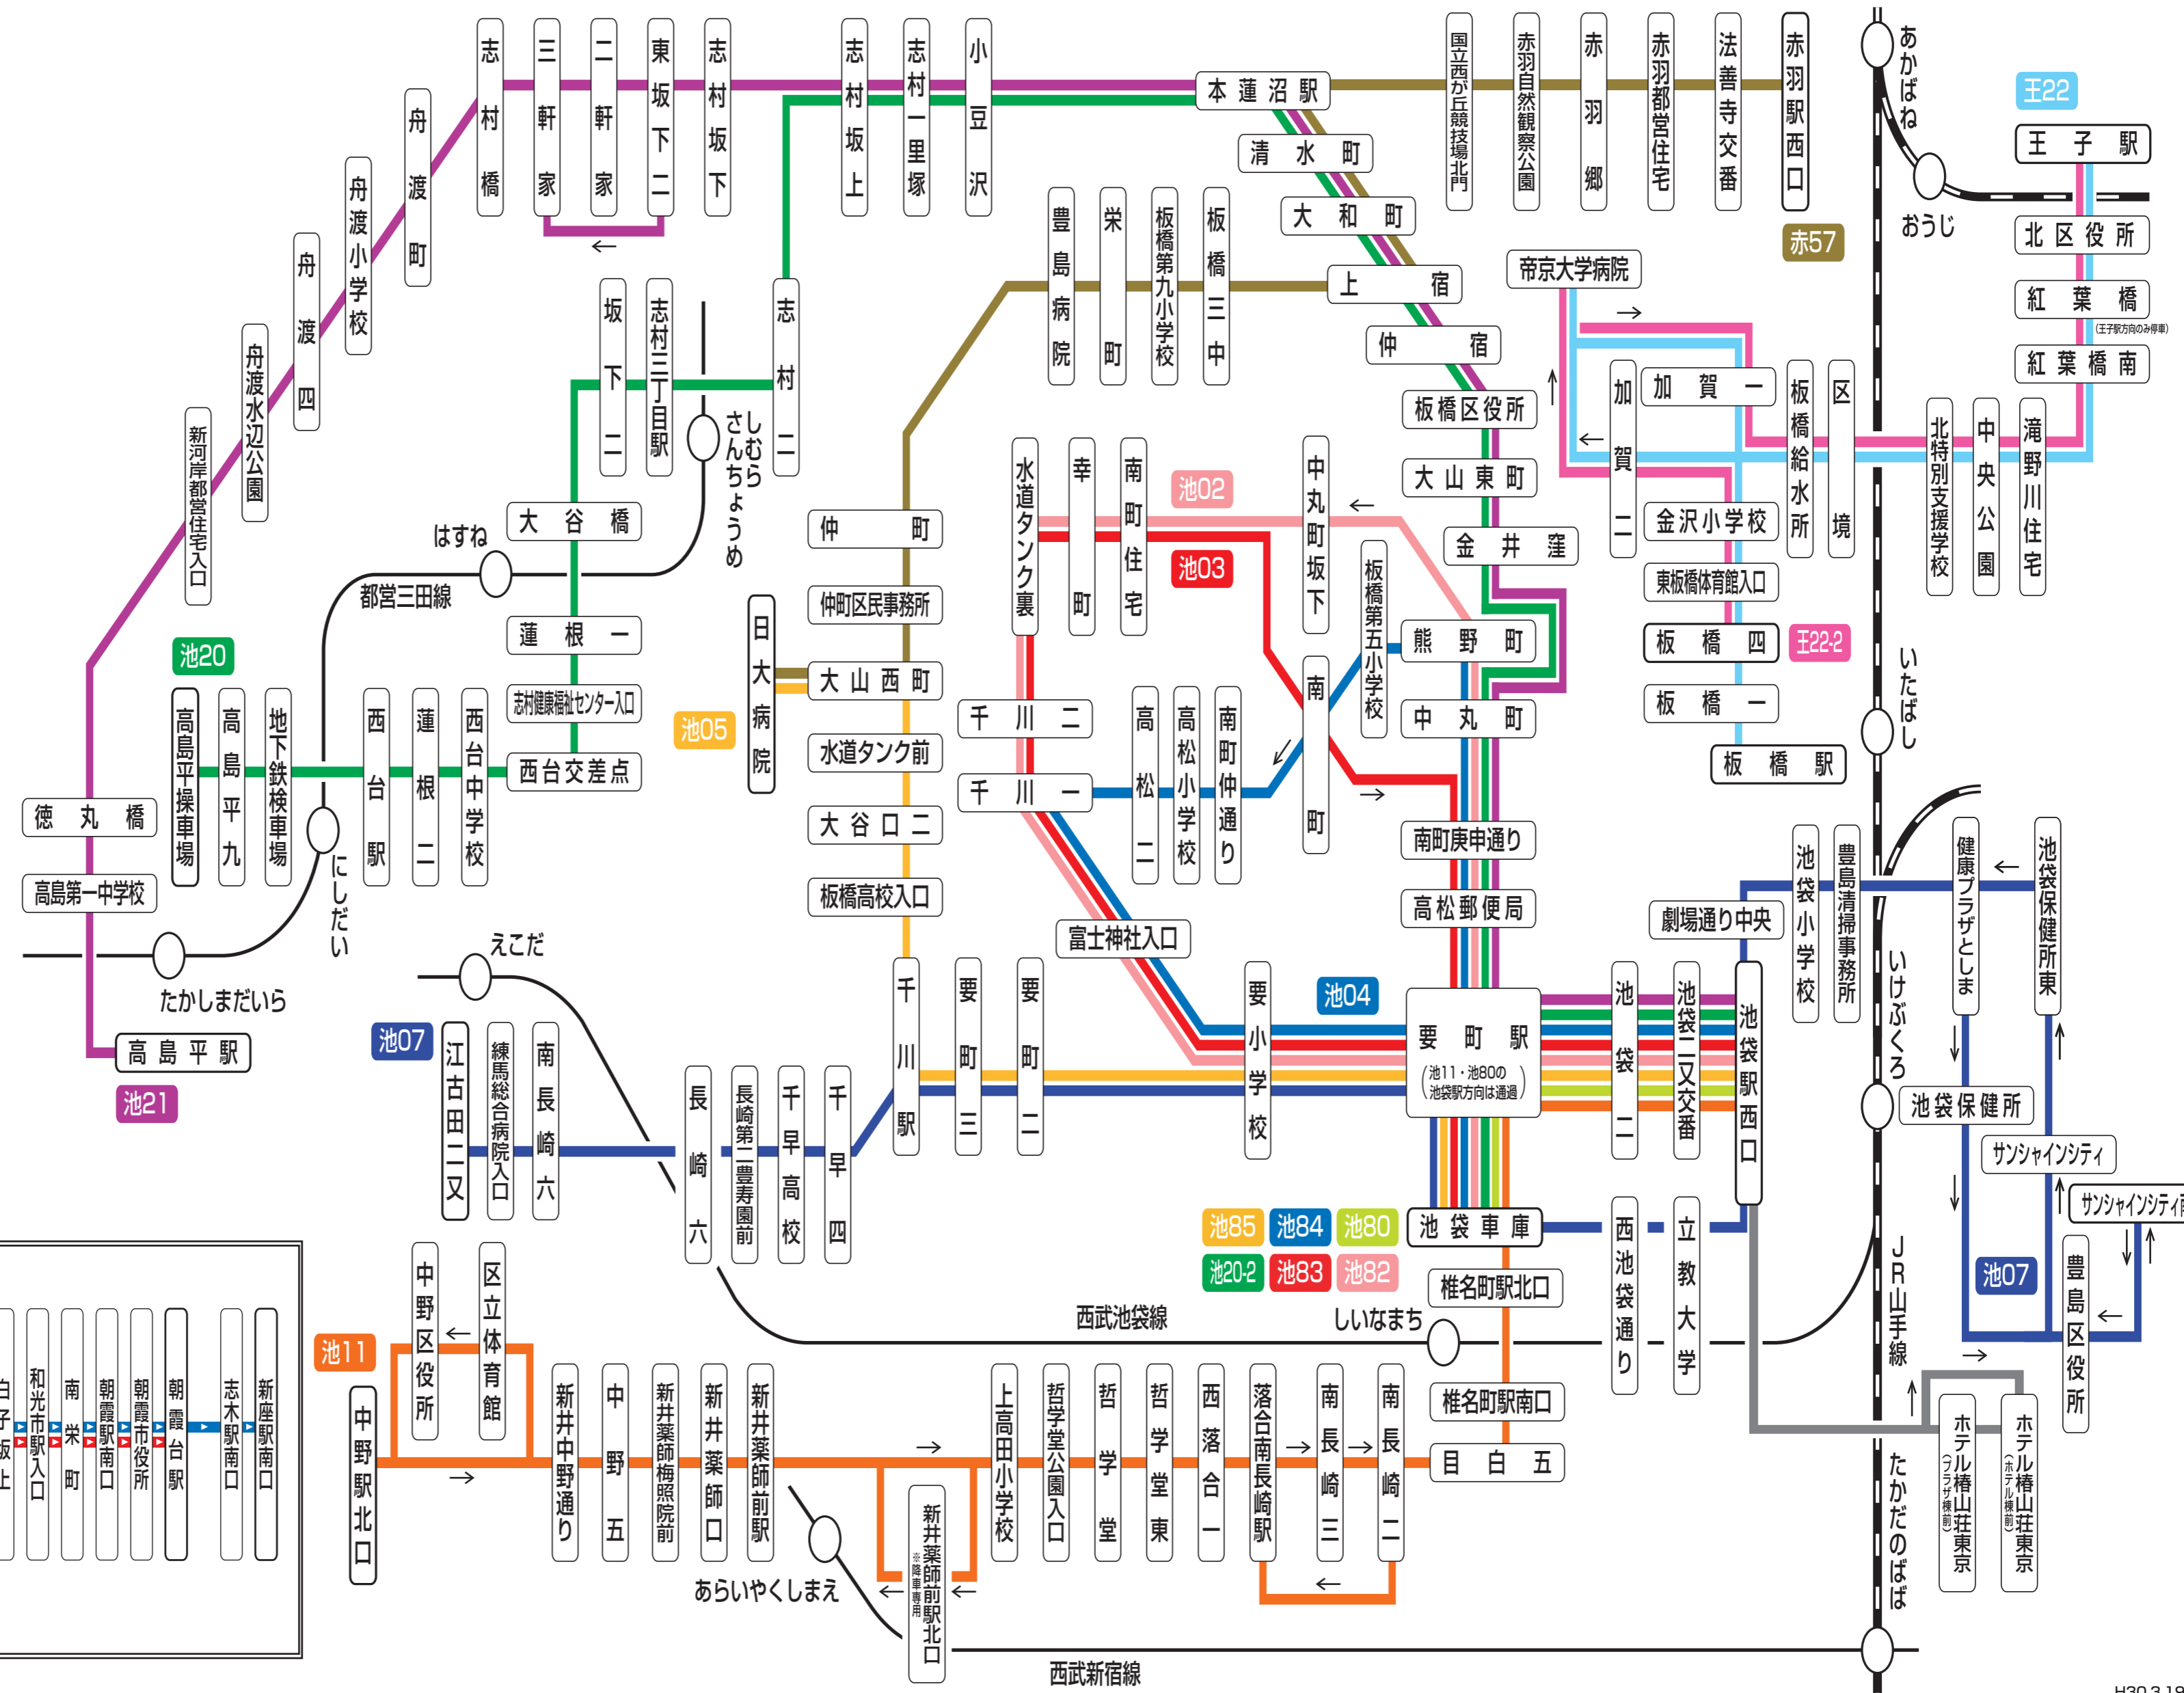 志村橋
三軒家
二軒家
東坂下二
志村坂下
志村坂上
志村一里塚
小豆沢
本蓮沼駅
国立西が丘競技場北門
赤羽自然観察公園
赤羽郷
赤羽都営住宅
法善寺交番
赤羽駅西口
赤57
あかばね
おうじ
王22
王子駅
北区役所
紅葉橋
(王子駅方向のみ停車)
紅葉橋南
清水町
大和町
上宿
仲宿
板橋区役所
大山東町
金井窪
熊野町
中丸町
南町庚申通り
高松郵便局
舟渡町
舟渡小学校
舟渡四
舟渡水辺公園
新河岸都営住宅入口
徳丸橋
高島第一中学校
高島平駅
池21
たかしまだいら
豊島病院
栄町
板橋第九小学校
板橋三中
帝京大学病院
加賀二
加賀一
板橋給水所
区境
北特別支援学校
中央公園
滝野川住宅
金沢小学校
東板橋体育館入口
板橋四
王22-2
板橋一
板橋駅
いたばし
坂下二
志村三丁目駅
志村二
しむら
さんちょうめ
大谷橋
はすね
都営三田線
蓮根一
志村健康福祉センター入口
西台交差点
池20
高島平操車場
高島平九
地下鉄検車場
西台駅
蓮根二
西台中学校
にしだい
仲町
仲町区民事務所
日大病院
池05
大山西町
水道タンク前
大谷口二
板橋高校入口
水道タンク裏
幸町
南町住宅
池02
池03
中丸町坂下
板橋第五小学校
南町
千川二
千川一
高松二
高松小学校
南町仲通り
富士神社入口
えこだ
池07
江古田二又
練馬総合病院入口
南長崎六
長崎六
長崎第二豊寿園前
千早高校
千早四
千川駅
要町三
要町二
要小学校
池04
要町駅
(池11・池80の
池袋駅方向は通過)
池袋二
池袋二又交番
池袋駅西口
劇場通り中央
池袋小学校
豊島清掃事務所
健康プラザとしま
池袋保健所東
いけぶくろ
池袋保健所
サンシャインシティ
豊島区役所
池07
池85
池84
池80
池20-2
池83
池82
池袋車庫
椎名町駅北口
西池袋通り
立教大学
西武池袋線
しいなまち
椎名町駅南口
目白五
JR山手線
ホテル椿山荘東京
(プラザ棟前)
ホテル椿山荘東京
(ホテル棟前)
たかだのばば
池11
中野駅北口
中野区役所
区立体育館
新井中野通り
中野五
新井薬師梅照院前
新井薬師口
新井薬師前駅
あらいやくしまえ
新井薬師前駅北口
※降車専用
上高田小学校
哲学堂公園入口
哲学堂
哲学堂東
西落合一
落合南長崎駅
南長崎三
南長崎二
西武新宿線
和光市駅入口
南栄町
朝霞駅南口
朝霞市役所
朝霞台駅
志木駅南口
新座駅南口